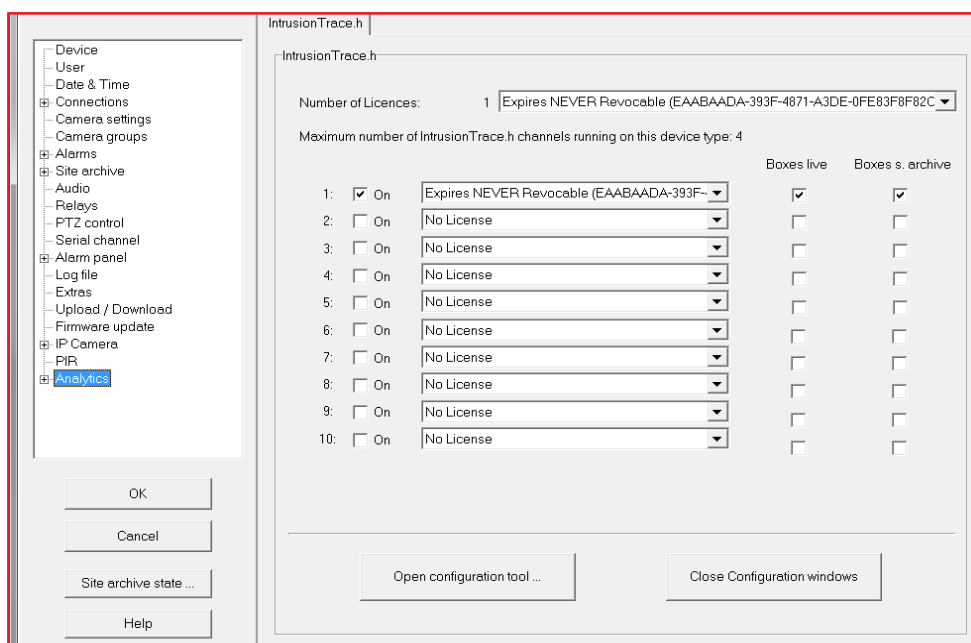 IntrusionTrace.h
Device
User
Date & Time
Connections
Camera settings
Camera groups
Alarms
Site archive
Audio
Relays
PTZ control
Serial channel
Alarm panel
Log file
Extras
Upload / Download
Firmware update
IP Camera
PIR
Analytics
OK
Cancel
Site archive state ...
Help
IntrusionTrace.h
Number of Licences: 1 Expires NEVER Revocable (EAABAADA-393F-4871-A3DE-0FE83F8F82C
Maximum number of IntrusionTrace.h channels running on this device type: 4
Boxes live Boxes s. archive
1: On Expires NEVER Revocable (EAABAADA-393F-
2: On No License
3: On No License
4: On No License
5: On No License
6: On No License
7: On No License
8: On No License
9: On No License
10: On No License
Open configuration tool ... Close Configuration windows